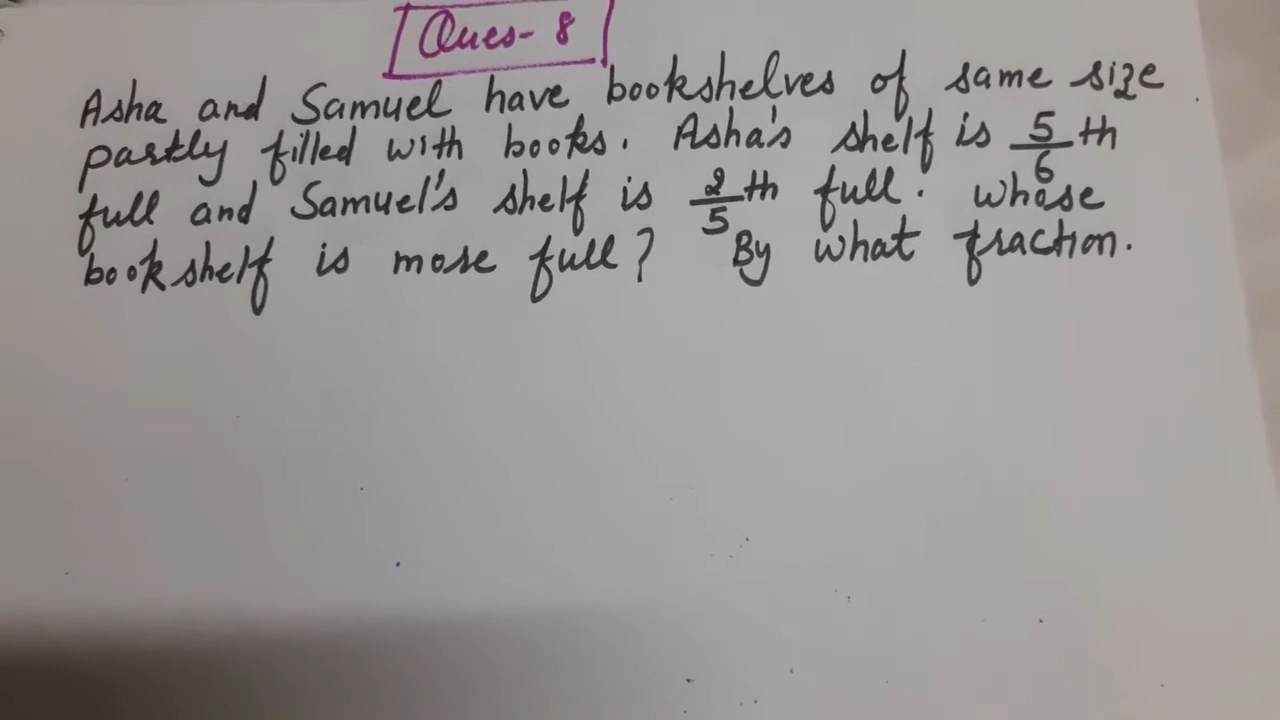 Ques- 8
Asha and Samuel have bookshelves of same size
partly filled with books. Asha's shelf is 5/6 th
full and Samuel's shelf is 2/5 th full. Whose
bookshelf is more full? By what fraction.